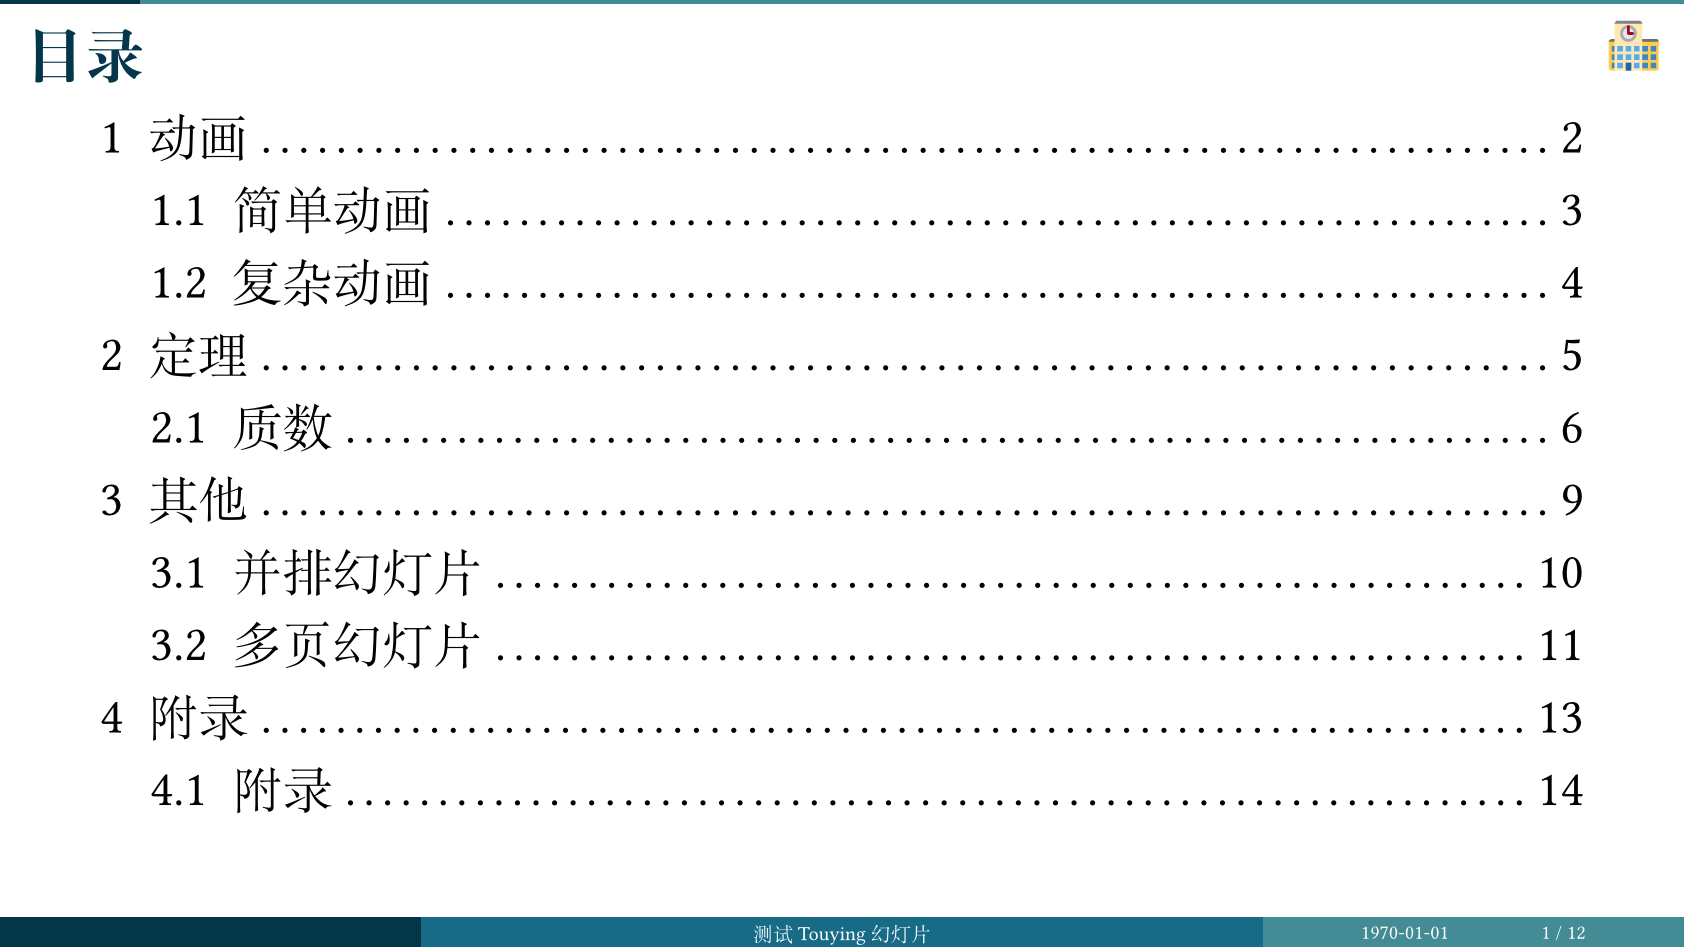 目录
1 动画 ........................................................ 2
1.1 简单动画 ........................................................ 3
1.2 复杂动画 ........................................................ 4
2 定理 ........................................................ 5
2.1 质数 ........................................................ 6
3 其他 ........................................................ 9
3.1 并排幻灯片 ........................................................ 10
3.2 多页幻灯片 ........................................................ 11
4 附录 ........................................................ 13
4.1 附录 ........................................................ 14
测试 Touying 幻灯片 1970-01-01 1 / 12